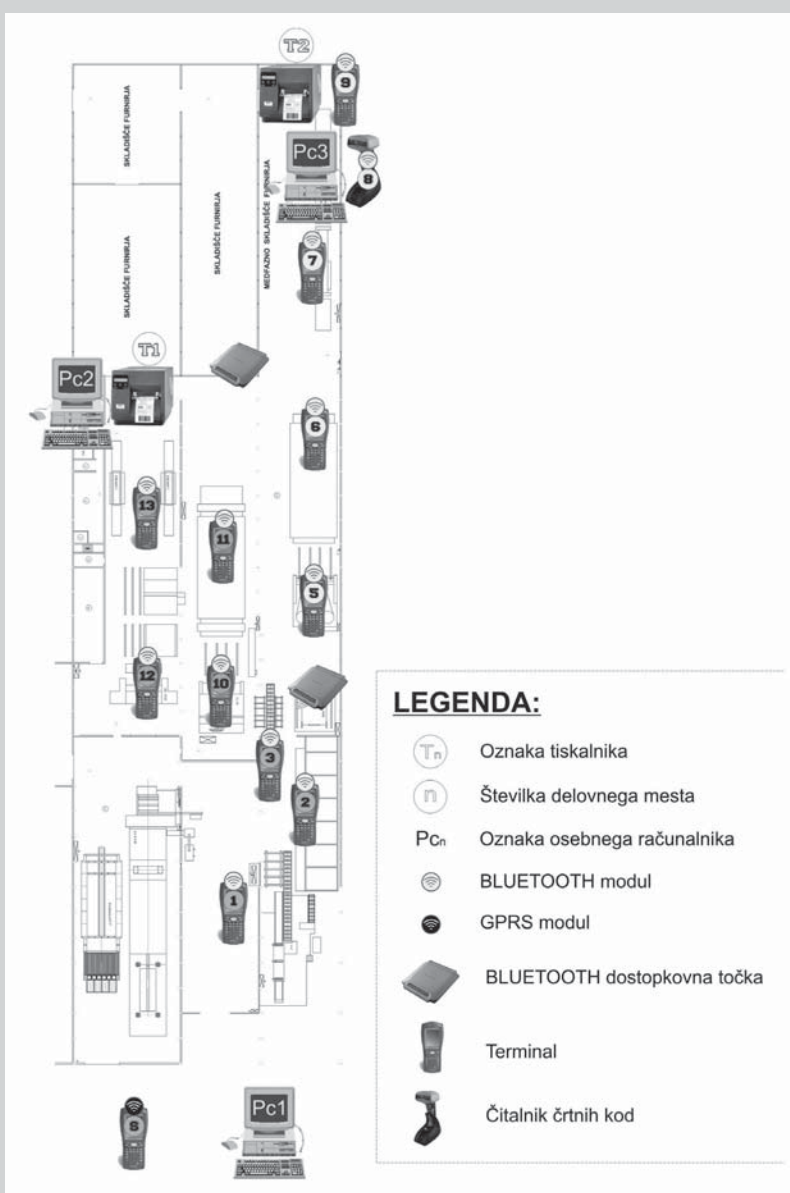 T2
9
SKLADIŠČE FURNIRJA
Pc3
8
SKLADIŠČE FURNIRJA
MEDFAZNO SKLADIŠČE FURNIRJA
SKLADIŠČE FURNIRJA
7
T1
Pc2
6
13
11
5
12
10
3
2
1
S
Pc1
LEGENDA:
Tn Oznaka tiskalnika
n Številka delovnega mesta
Pcn Oznaka osebnega računalnika
BLUETOOTH modul
GPRS modul
BLUETOOTH dostopkovna točka
Terminal
Čitalnik črtnih kod